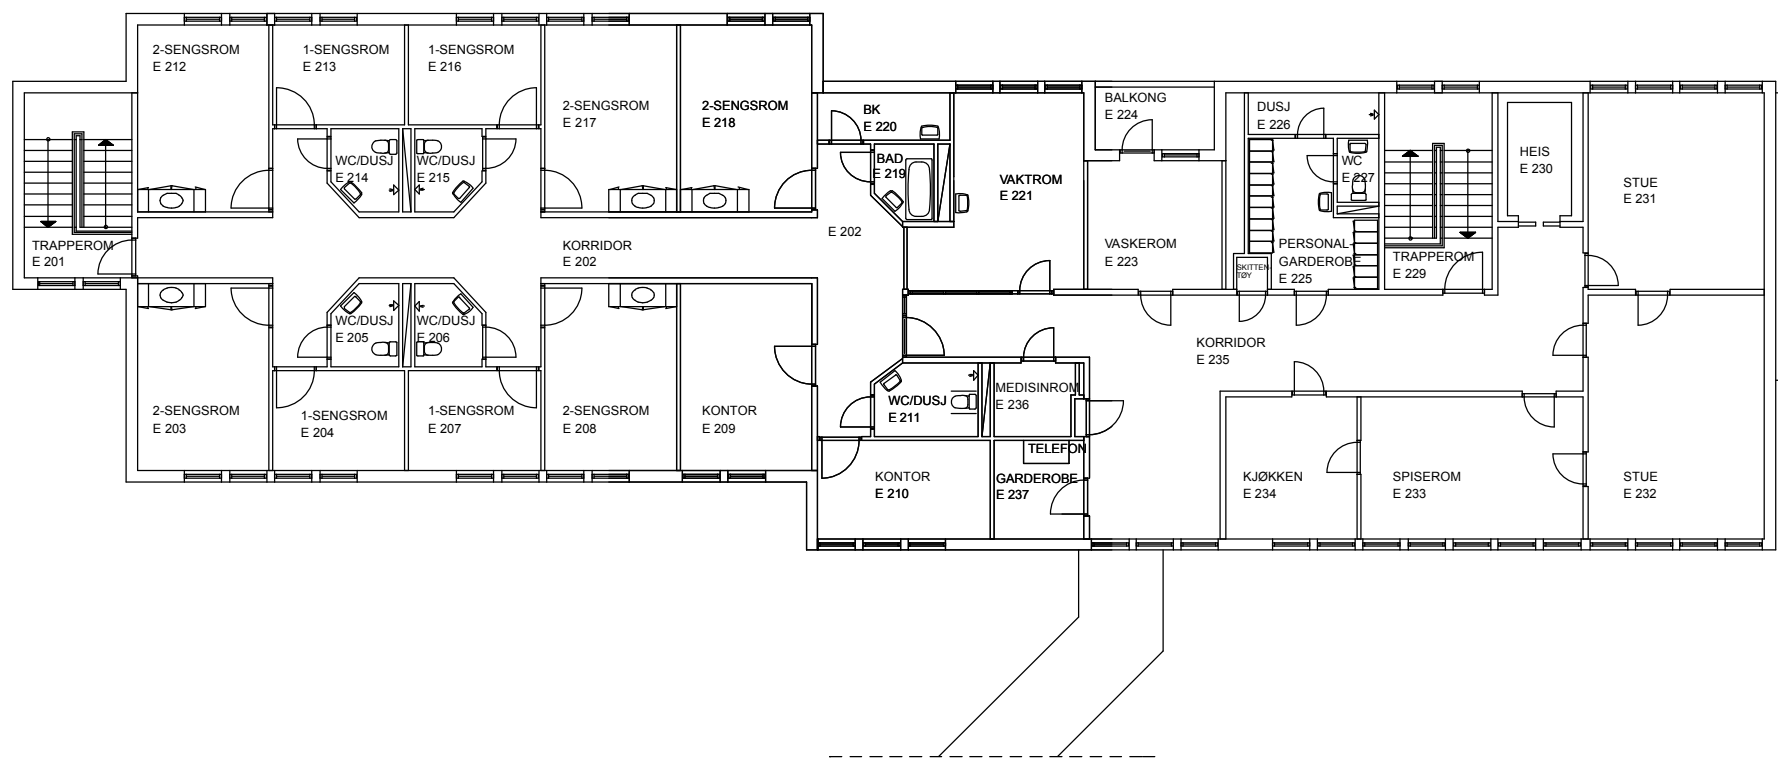 2-SENGSROM
E 212
1-SENGSROM
E 213
1-SENGSROM
E 216
2-SENGSROM
E 217
2-SENGSROM
E 218
BK
E 220
BALKONG
E 224
DUSJ
E 226
HEIS
E 230
WC/DUSJ
E 214
WC/DUSJ
E 215
BAD
E 219
VAKTROM
E 221
WC
E 227
STUE
E 231
TRAPPEROM
E 201
KORRIDOR
E 202
E 202
VASKEROM
E 223
SKITTEN-
TØY
PERSONAL-
GARDEROBE
E 225
TRAPPEROM
E 229
WC/DUSJ
E 205
WC/DUSJ
E 206
KORRIDOR
E 235
2-SENGSROM
E 203
1-SENGSROM
E 204
1-SENGSROM
E 207
2-SENGSROM
E 208
KONTOR
E 209
WC/DUSJ
E 211
MEDISINROM
E 236
TELEFON
KONTOR
E 210
GARDEROBE
E 237
KJØKKEN
E 234
SPISEROM
E 233
STUE
E 232